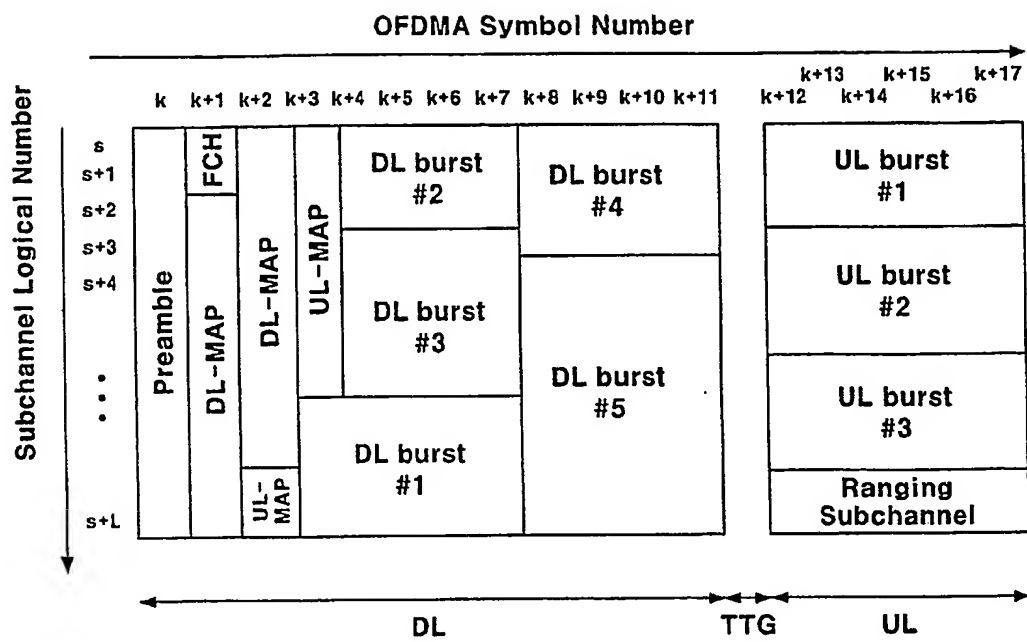 OFDMA Symbol Number
k k+1 k+2 k+3 k+4 k+5 k+6 k+7 k+8 k+9 k+10 k+11
k+13 k+15 k+17
k+12 k+14 k+16
Subchannel Logical Number
s
s+1
s+2
s+3
s+4
s+L
Preamble
FCH
DL-MAP
DL-MAP
UL-
MAP
UL-MAP
DL burst
#2
DL burst
#3
DL burst
#1
DL burst
#4
DL burst
#5
UL burst
#1
UL burst
#2
UL burst
#3
Ranging
Subchannel
DL
TTG
UL